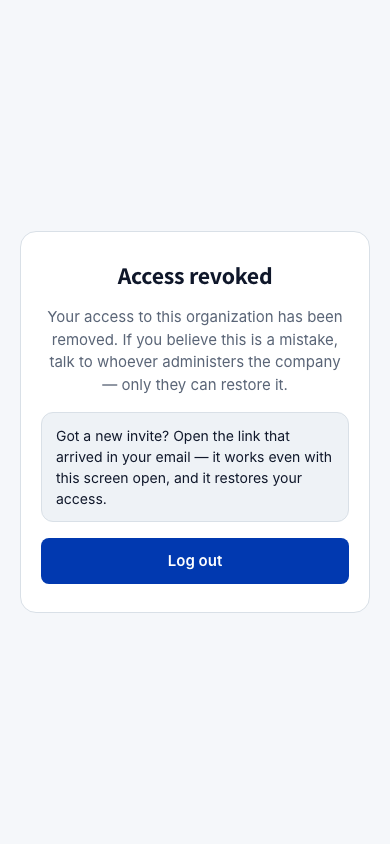 Access revoked
Your access to this organization has been
removed. If you believe this is a mistake,
talk to whoever administers the company
— only they can restore it.
Got a new invite? Open the link that
arrived in your email — it works even with
this screen open, and it restores your
access.
Log out